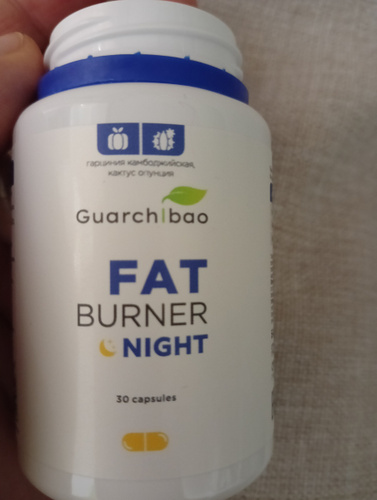 гарциния камбоджийская,
кактус опунция
Guarchibao
FAT
BURNER
NIGHT
30 capsules